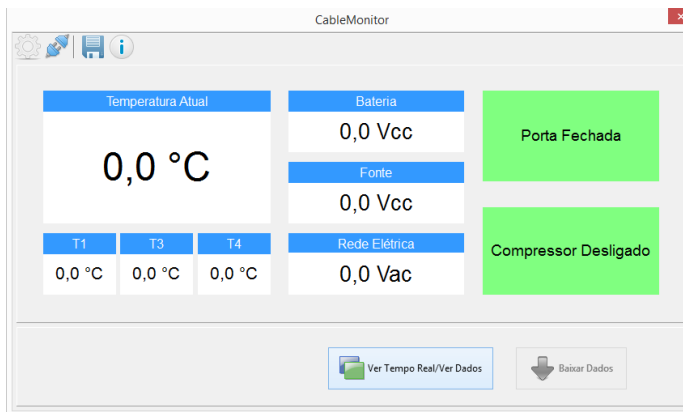 CableMonitor
Temperatura Atual
0,0 °C
T1
T3
T4
0,0 °C
0,0 °C
0,0 °C
Bateria
0,0 Vcc
Fonte
0,0 Vcc
Rede Elétrica
0,0 Vac
Porta Fechada
Compressor Desligado
Ver Tempo Real/Ver Dados
Baixar Dados